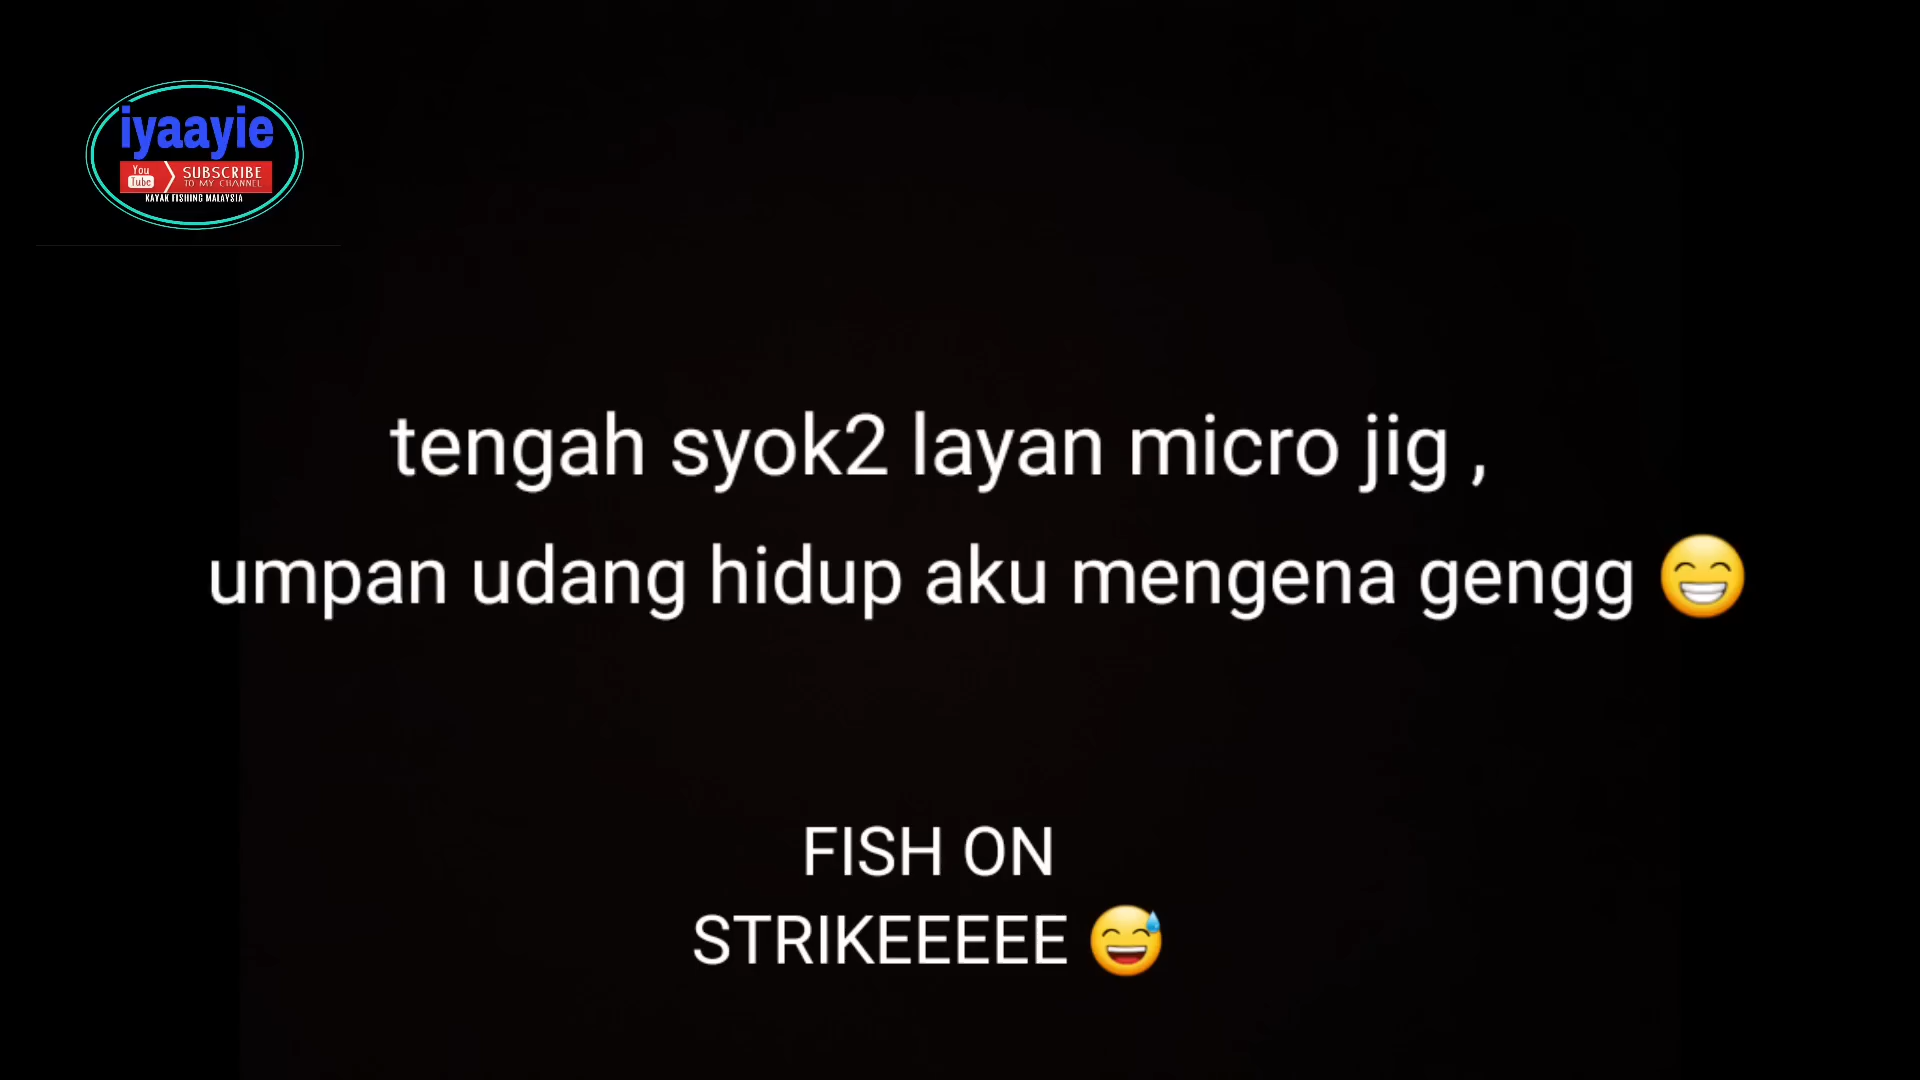 iyaayie
You Tube SUBSCRIBE
TO MY CHANNEL
KAYAK FISHING MALAYSIA
tengah syok2 layan micro jig ,
umpan udang hidup aku mengena gengg 😁
FISH ON
STRIKEEEEE 😅